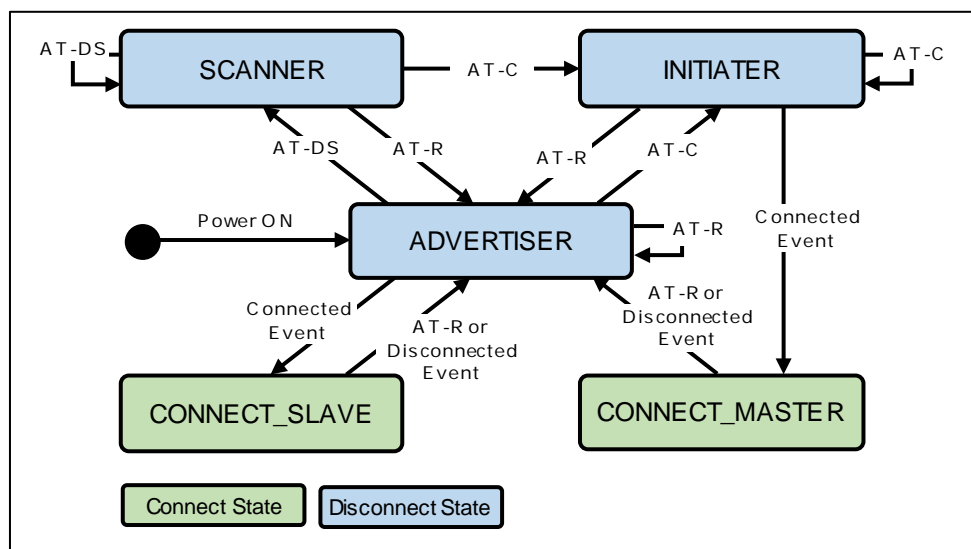 AT-DS
SCANNER
AT-C
INITIATER
AT-C
AT-DS
AT-R
AT-R
AT-C
Power ON
ADVERTISER
AT-R
Connected
Event
Connected
Event
AT-R or
Disconnected
Event
AT-R or
Disconnected
Event
CONNECT_SLAVE
CONNECT_MASTER
Connect State
Disconnect State